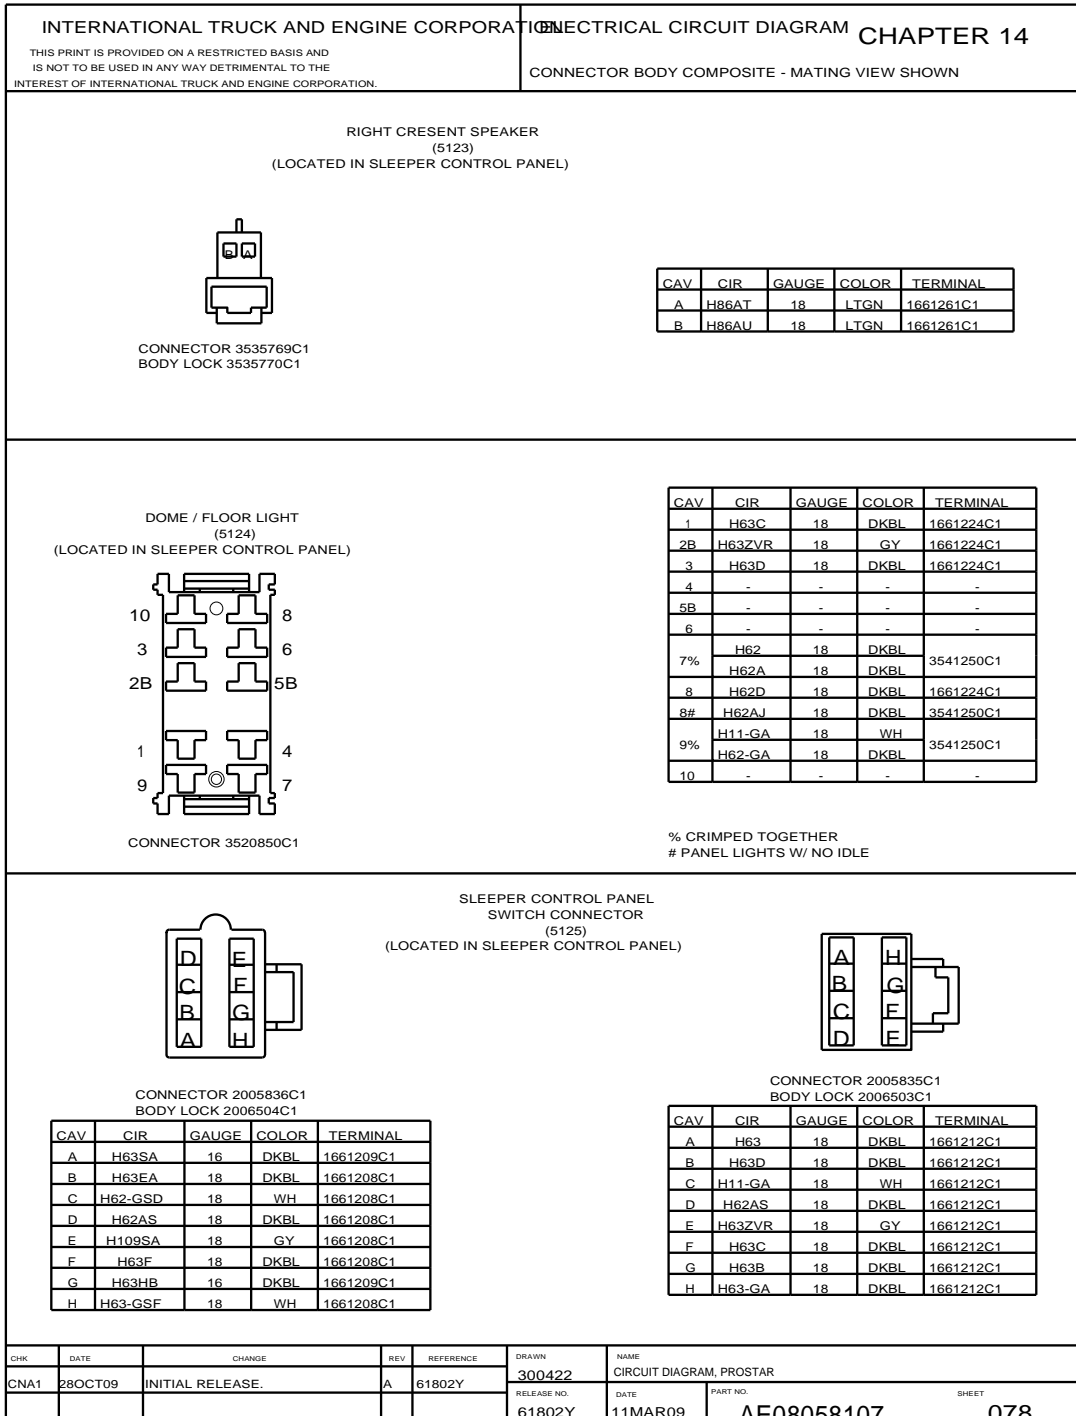 INTERNATIONAL TRUCK AND ENGINE CORPORATION
ELECTRICAL CIRCUIT DIAGRAM CHAPTER 14
THIS PRINT IS PROVIDED ON A RESTRICTED BASIS AND
IS NOT TO BE USED IN ANY WAY DETRIMENTAL TO THE
INTEREST OF INTERNATIONAL TRUCK AND ENGINE CORPORATION.
CONNECTOR BODY COMPOSITE - MATING VIEW SHOWN
RIGHT CRESENT SPEAKER
(5123)
(LOCATED IN SLEEPER CONTROL PANEL)
B A
CONNECTOR 3535769C1
BODY LOCK 3535770C1
CAV CIR GAUGE COLOR TERMINAL
A H86AT 18 LTGN 1661261C1
B H86AU 18 LTGN 1661261C1
DOME / FLOOR LIGHT
(5124)
(LOCATED IN SLEEPER CONTROL PANEL)
10 8
3 6
2B 5B
1 4
9 7
CONNECTOR 3520850C1
CAV CIR GAUGE COLOR TERMINAL
1 H63C 18 DKBL 1661224C1
2B H63ZVR 18 GY 1661224C1
3 H63D 18 DKBL 1661224C1
4 - - - -
5B - - - -
6 - - - -
7% H62 18 DKBL 3541250C1
H62A 18 DKBL
8 H62D 18 DKBL 1661224C1
8# H62AJ 18 DKBL 3541250C1
9% H11-GA 18 WH 3541250C1
H62-GA 18 DKBL
10 - - - -
% CRIMPED TOGETHER
# PANEL LIGHTS W/ NO IDLE
SLEEPER CONTROL PANEL
SWITCH CONNECTOR
(5125)
(LOCATED IN SLEEPER CONTROL PANEL)
D E
C F
B G
A H
CONNECTOR 2005836C1
BODY LOCK 2006504C1
CAV CIR GAUGE COLOR TERMINAL
A H63SA 16 DKBL 1661209C1
B H63EA 18 DKBL 1661208C1
C H62-GSD 18 WH 1661208C1
D H62AS 18 DKBL 1661208C1
E H109SA 18 GY 1661208C1
F H63F 18 DKBL 1661208C1
G H63HB 16 DKBL 1661209C1
H H63-GSF 18 WH 1661208C1
A H
B G
C F
D E
CONNECTOR 2005835C1
BODY LOCK 2006503C1
CAV CIR GAUGE COLOR TERMINAL
A H63 18 DKBL 1661212C1
B H63D 18 DKBL 1661212C1
C H11-GA 18 WH 1661212C1
D H62AS 18 DKBL 1661212C1
E H63ZVR 18 GY 1661212C1
F H63C 18 DKBL 1661212C1
G H63B 18 DKBL 1661212C1
H H63-GA 18 DKBL 1661212C1
CHK DATE CHANGE REV REFERENCE
CNA1 28OCT09 INITIAL RELEASE. A 61802Y
DRAWN
300422
NAME
CIRCUIT DIAGRAM, PROSTAR
RELEASE NO.
61802Y
DATE
11MAR09
PART NO.
AE08058107
SHEET
078